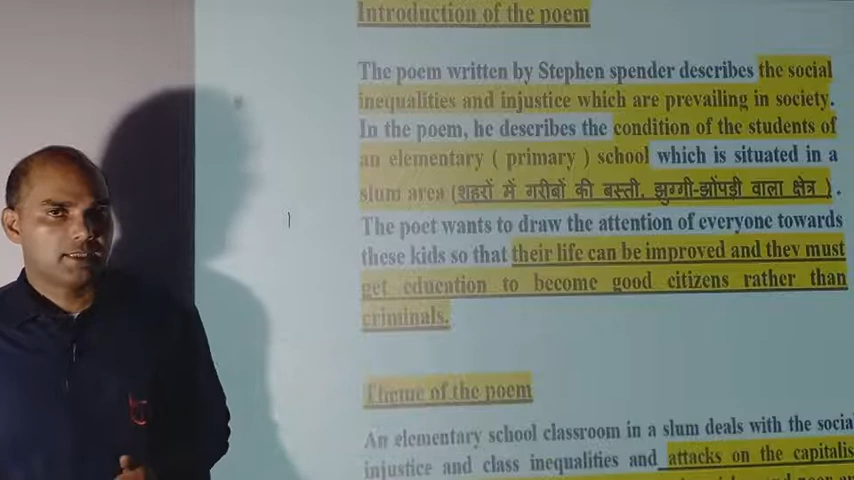 Introduction of the poem
The Poem written by Stephen spender describes the social
inequalities and injustice which are prevailing in society.
In the poem, he describes the condition of the students of
an elementary ( primary ) school which is situated in a
slum area (शहरों में गरीबों की बस्ती, झुग्गी-झोंपड़ी वाला क्षेत्र).
The poet wants to draw the attention of everyone towards
these kids so that their life can be improved and they must
get education to become good citizens rather than
criminals.
Theme of the poem
An Elementary School Classroom in a slum deals with the social
injustice and class inequalities and attacks on the capitalis